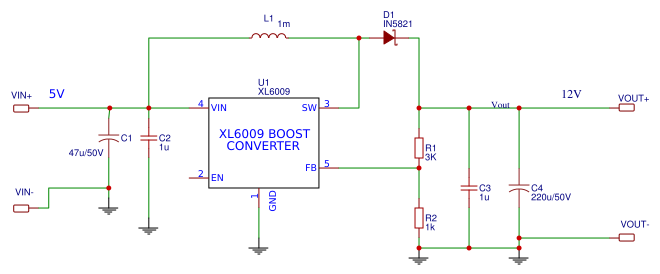 L1
1m
D1
IN5821
VIN+
5V
U1
XL6009
12V
VOUT+
Vout
4
VIN
SW
3
C1
47u/50V
C2
1u
XL6009 BOOST
CONVERTER
R1
3K
FB
5
2
EN
VIN-
1
GND
C3
1u
C4
220u/50V
R2
1k
VOUT-